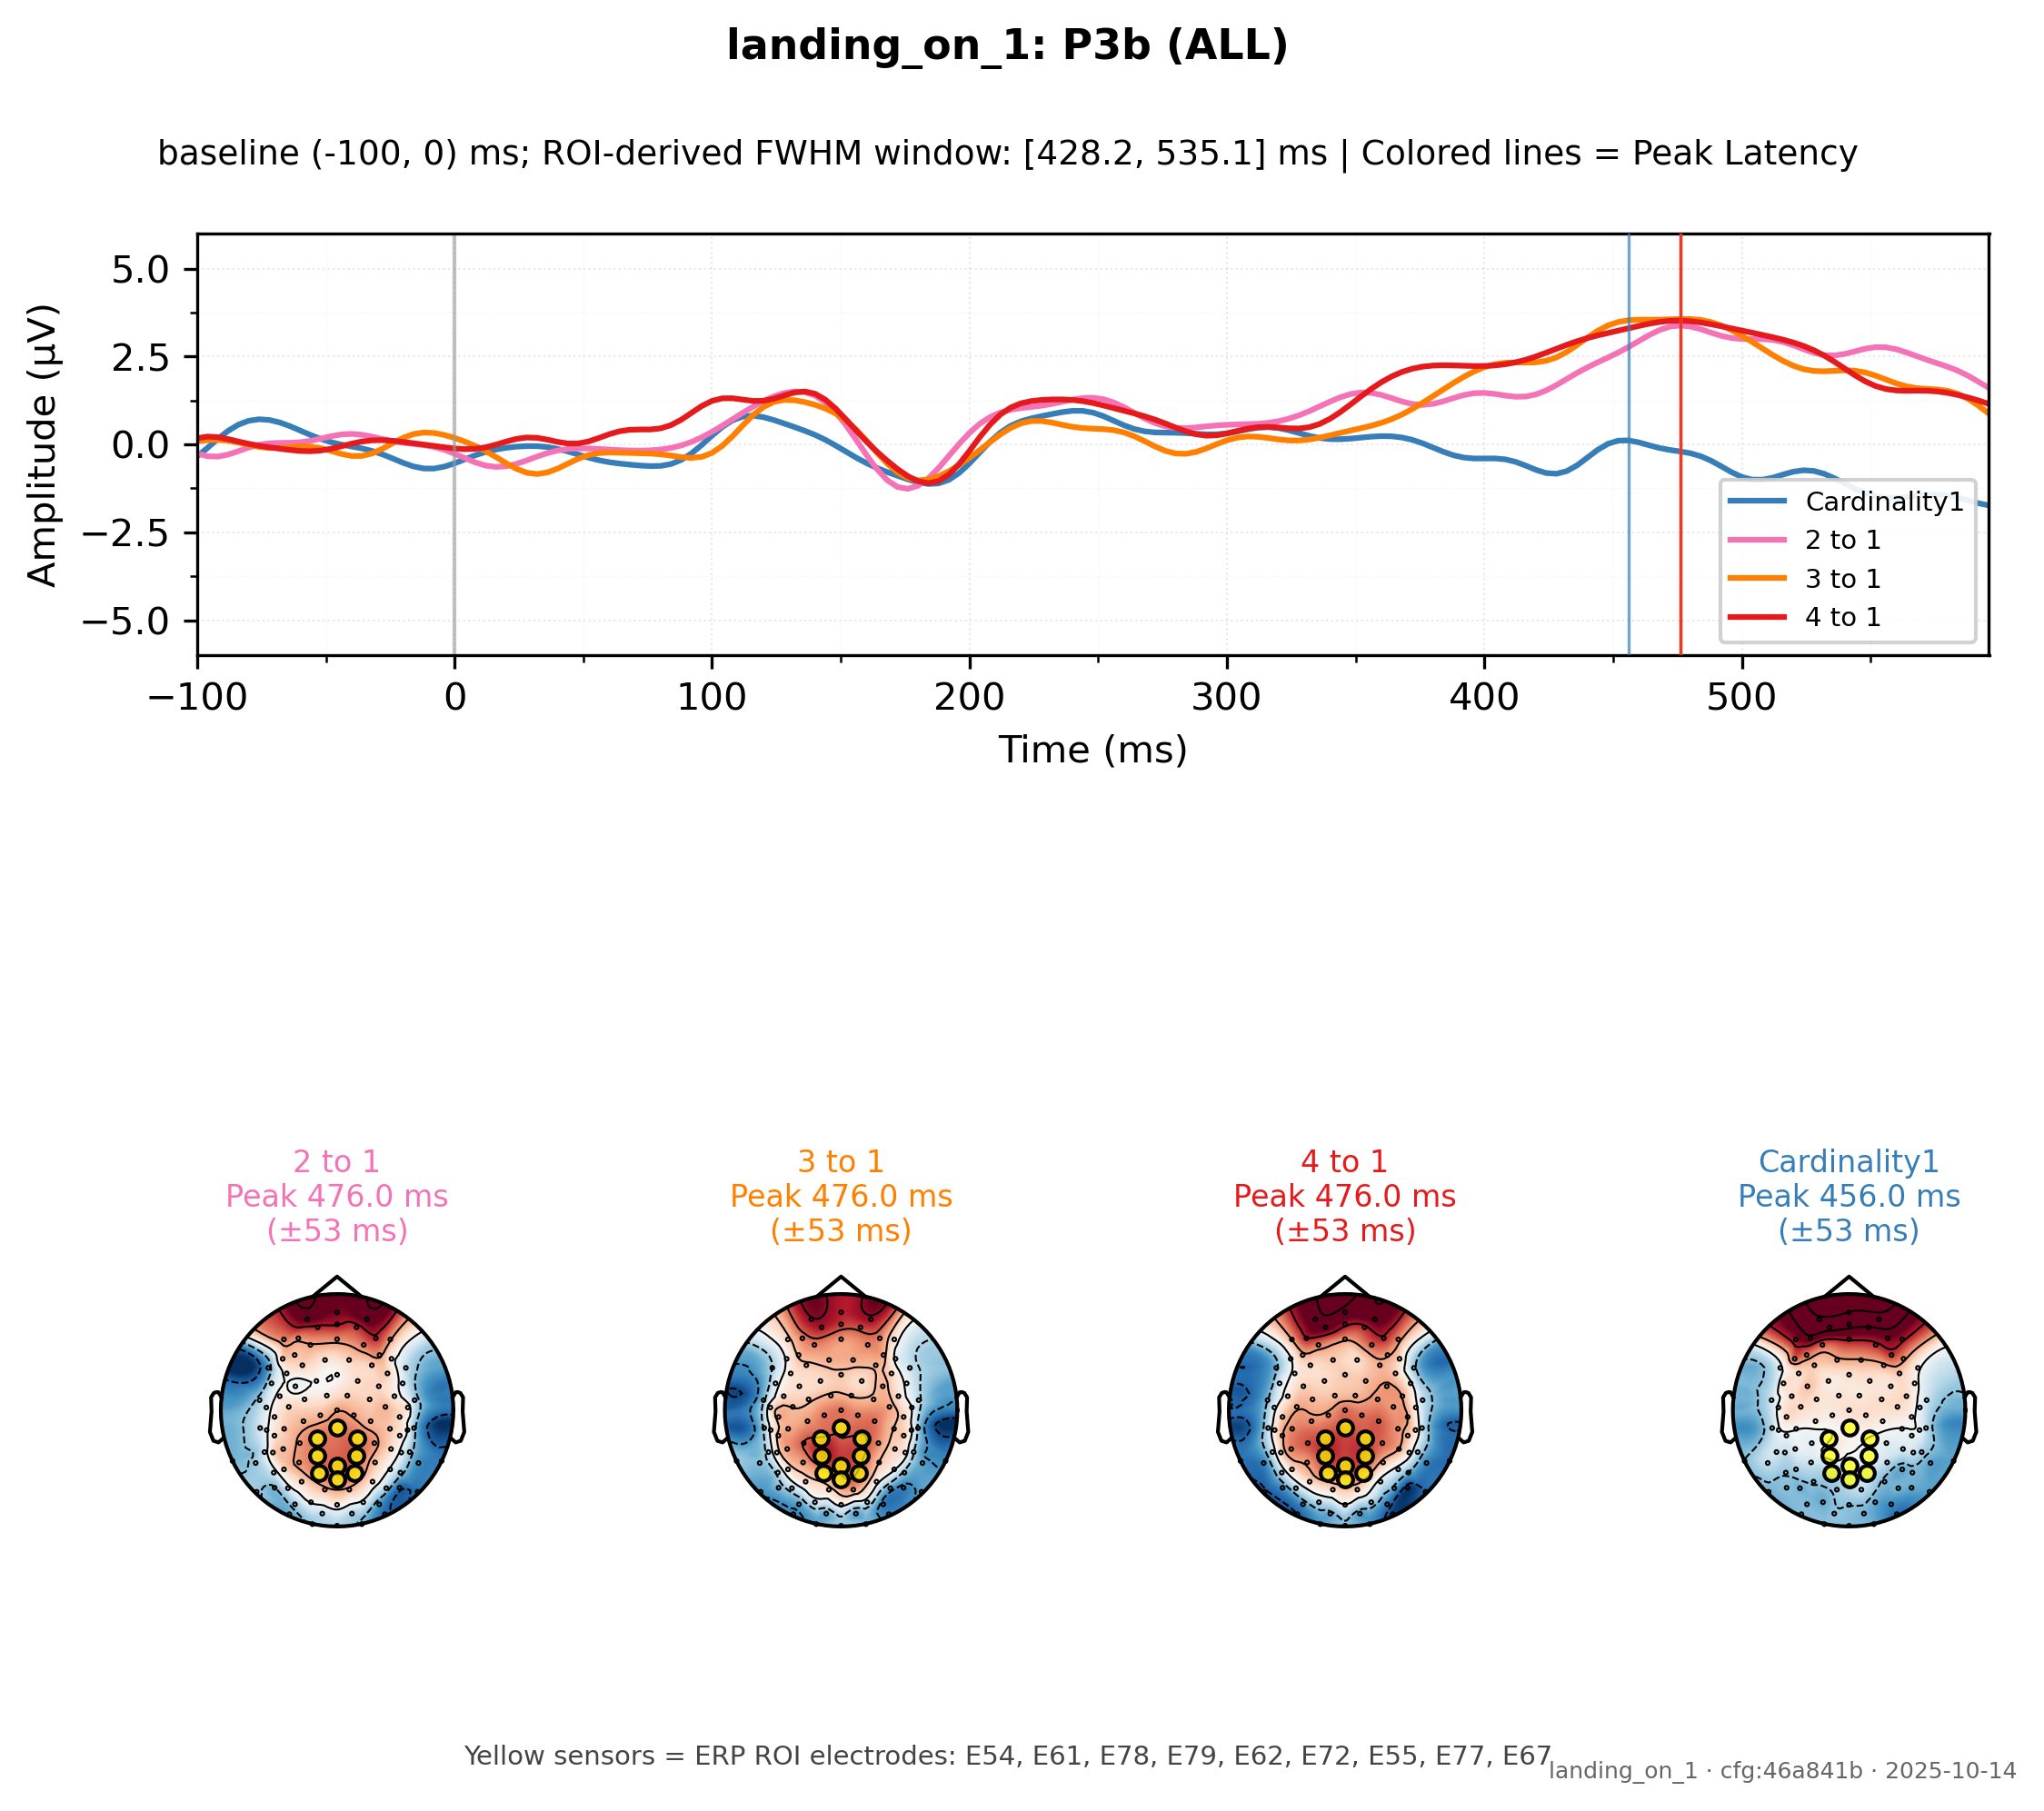 landing_on_1: P3b (ALL)
baseline (-100, 0) ms; ROI-derived FWHM window: [428.2, 535.1] ms | Colored lines = Peak Latency
Amplitude (µV)
5.0
2.5
0.0
−2.5
−5.0
Cardinality1
2 to 1
3 to 1
4 to 1
−100 0 100 200 300 400 500
Time (ms)
2 to 1
Peak 476.0 ms
(±53 ms)
3 to 1
Peak 476.0 ms
(±53 ms)
4 to 1
Peak 476.0 ms
(±53 ms)
Cardinality1
Peak 456.0 ms
(±53 ms)
Yellow sensors = ERP ROI electrodes: E54, E61, E78, E79, E62, E72, E55, E77, E67
landing_on_1 · cfg:46a841b · 2025-10-14